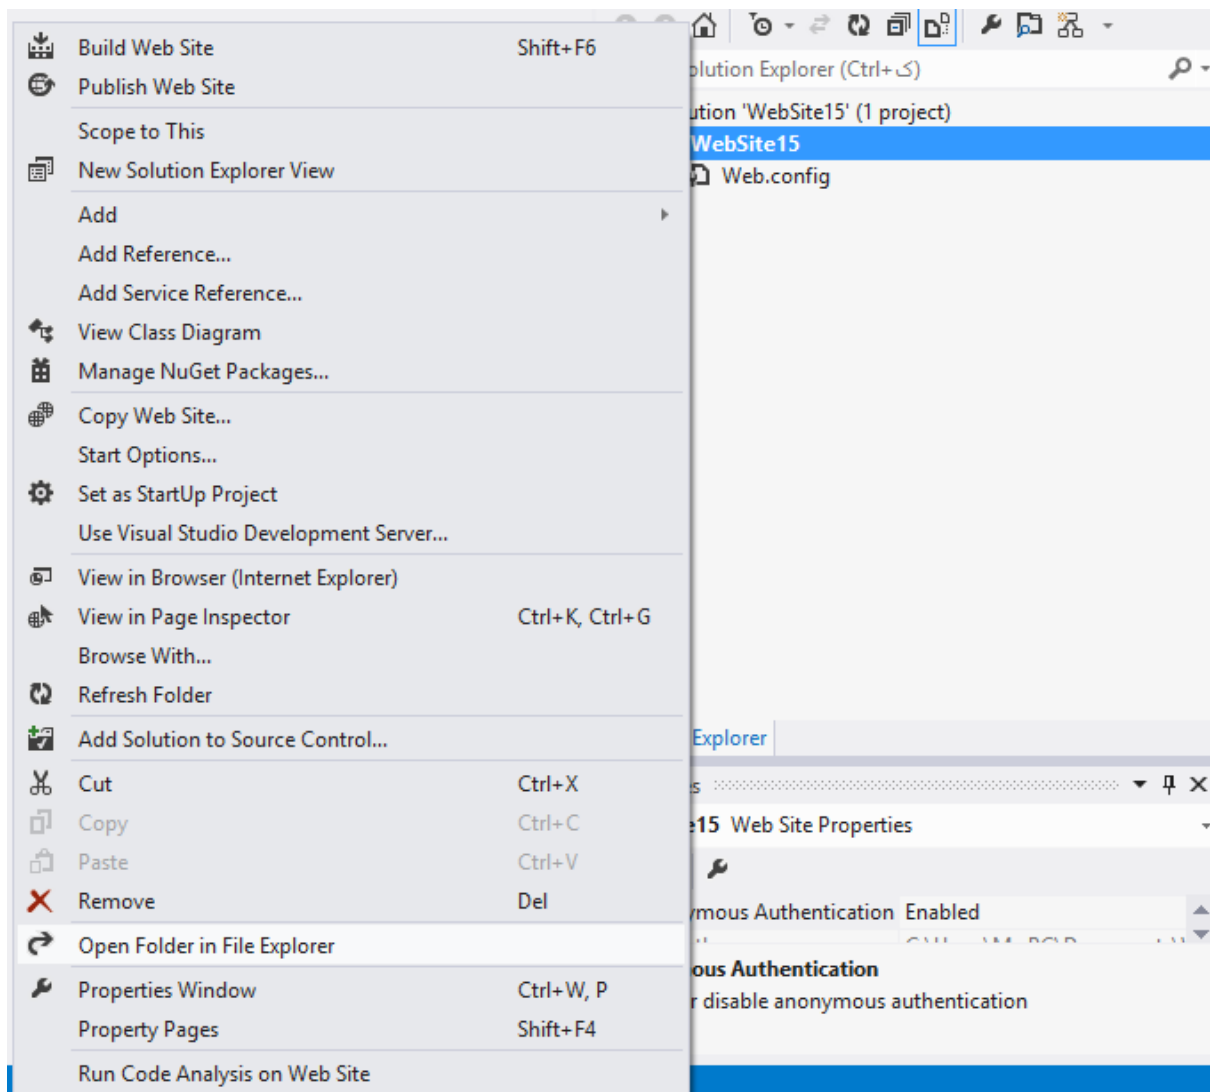 Build Web Site Shift+F6
Publish Web Site
Scope to This
New Solution Explorer View
Add
Add Reference...
Add Service Reference...
View Class Diagram
Manage NuGet Packages...
Copy Web Site...
Start Options...
Set as StartUp Project
Use Visual Studio Development Server...
View in Browser (Internet Explorer)
View in Page Inspector Ctrl+K, Ctrl+G
Browse With...
Refresh Folder
Add Solution to Source Control...
Cut Ctrl+X
Copy Ctrl+C
Paste Ctrl+V
Remove Del
Open Folder in File Explorer
Properties Window Ctrl+W, P
Property Pages Shift+F4
Run Code Analysis on Web Site
olution Explorer (Ctrl+ک)
ution 'WebSite15' (1 project)
WebSite15
Web.config
Explorer
s
e15 Web Site Properties
ymous Authentication Enabled
ous Authentication
r disable anonymous authentication